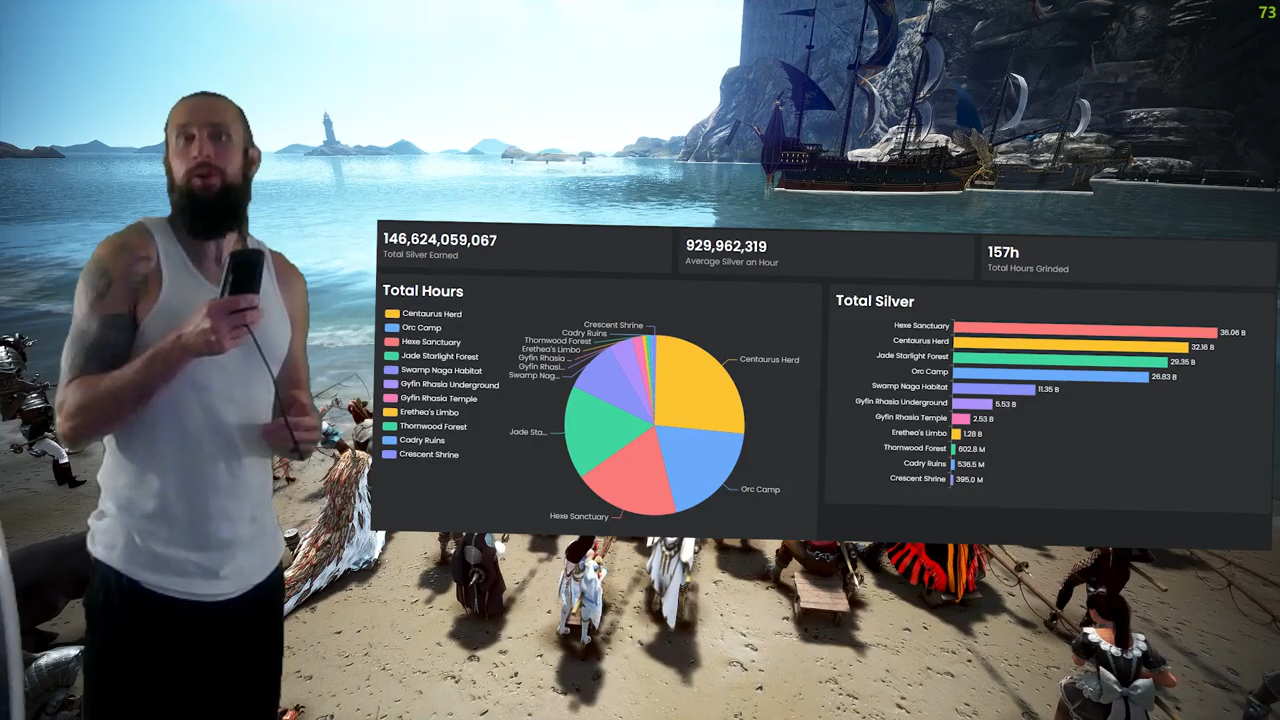 73
146,624,059,067
Total Silver Earned
929,962,319
Average Silver an Hour
157h
Total Hours Grinded
Total Hours
Centaurus Herd
Orc Camp
Hexe Sanctuary
Jade Starlight Forest
Swamp Naga Habitat
Gyfin Rhasia Underground
Gyfin Rhasia Temple
Erethea's Limbo
Thornwood Forest
Cadry Ruins
Crescent Shrine
Crescent Shrine
Cadry Ruins
Thornwood Forest
Erethea's Limbo
Gyfin Rhasia ...
Gyfin Rhasi...
Swamp Nag...
Jade Sta...
Hexe Sanctuary
Orc Camp
Centaurus Herd
Total Silver
Hexe Sanctuary 36.06 B
Centaurus Herd 32.16 B
Jade Starlight Forest 29.35 B
Orc Camp 26.83 B
Swamp Naga Habitat 11.35 B
Gyfin Rhasia Underground 5.53 B
Gyfin Rhasia Temple 2.53 B
Erethea's Limbo 1.28 B
Thornwood Forest 602.8 M
Cadry Ruins 536.5 M
Crescent Shrine 395.0 M